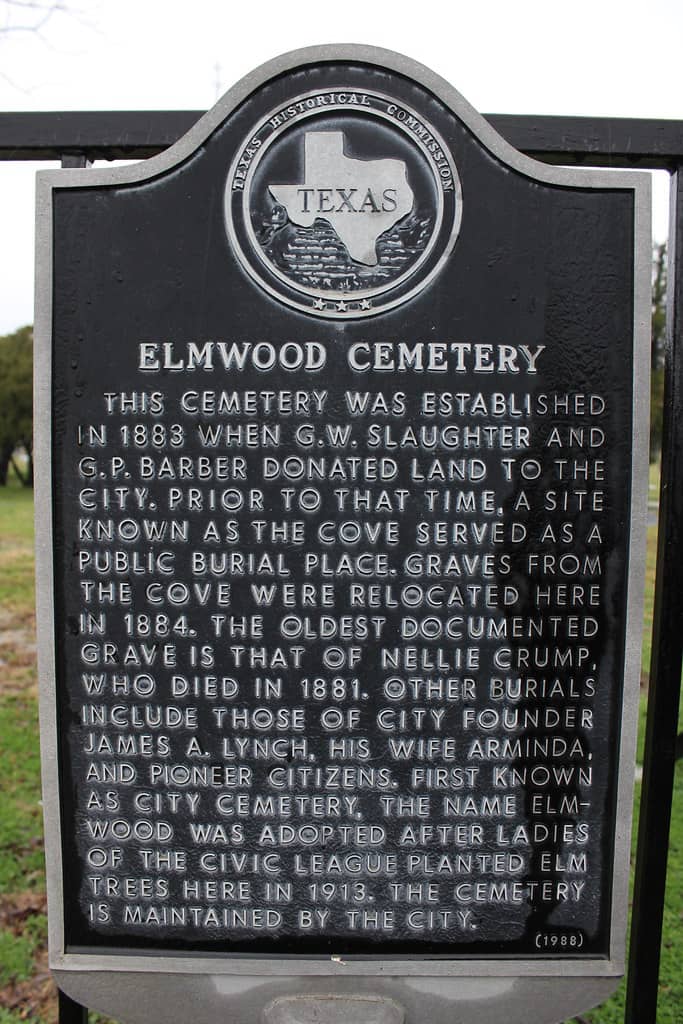 TEXAS HISTORICAL COMMISSION
TEXAS
ELMWOOD CEMETERY
THIS CEMETERY WAS ESTABLISHED
IN 1883 WHEN G.W. SLAUGHTER AND
G.P. BARBER DONATED LAND TO THE
CITY. PRIOR TO THAT TIME, A SITE
KNOWN AS THE COVE SERVED AS A
PUBLIC BURIAL PLACE. GRAVES FROM
THE COVE WERE RELOCATED HERE
IN 1884. THE OLDEST DOCUMENTED
GRAVE IS THAT OF NELLIE CRUMP,
WHO DIED IN 1881. OTHER BURIALS
INCLUDE THOSE OF CITY FOUNDER
JAMES A. LYNCH, HIS WIFE ARMINDA,
AND PIONEER CITIZENS. FIRST KNOWN
AS CITY CEMETERY, THE NAME ELM-
WOOD WAS ADOPTED AFTER LADIES
OF THE CIVIC LEAGUE PLANTED ELM
TREES HERE IN 1913. THE CEMETERY
IS MAINTAINED BY THE CITY.
(1988)